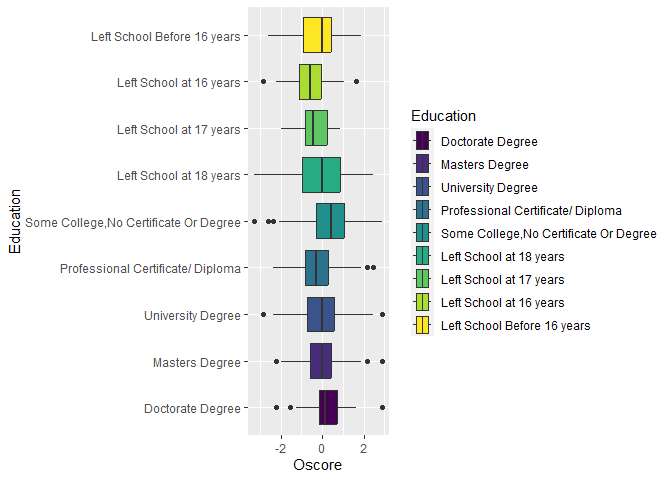 Left School Before 16 years
Left School at 16 years
Left School at 17 years
Left School at 18 years
Some College,No Certificate Or Degree
Professional Certificate/ Diploma
University Degree
Masters Degree
Doctorate Degree
Education
-2 0 2
Oscore
Education
Doctorate Degree
Masters Degree
University Degree
Professional Certificate/ Diploma
Some College,No Certificate Or Degree
Left School at 18 years
Left School at 17 years
Left School at 16 years
Left School Before 16 years